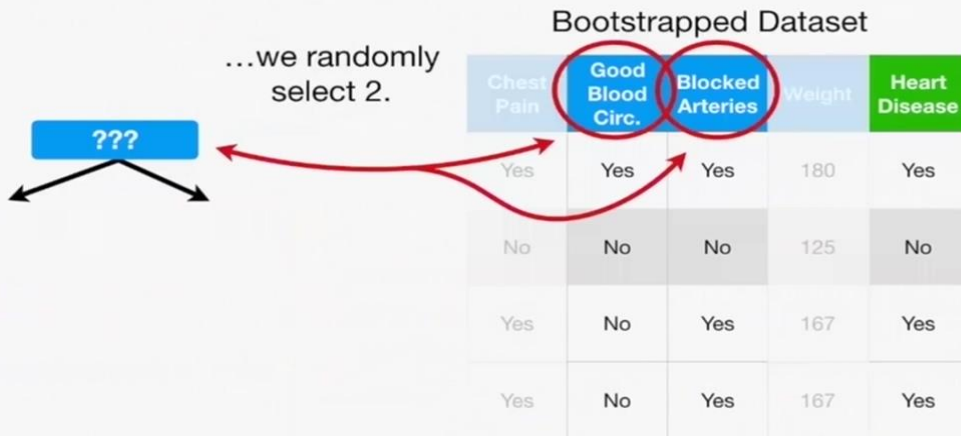 Bootstrapped Dataset
...we randomly
select 2.
???
Chest
Pain
Good
Blood
Circ.
Blocked
Arteries
Weight
Heart
Disease
Yes Yes Yes 180 Yes
No No No 125 No
Yes No Yes 167 Yes
Yes No Yes 167 Yes